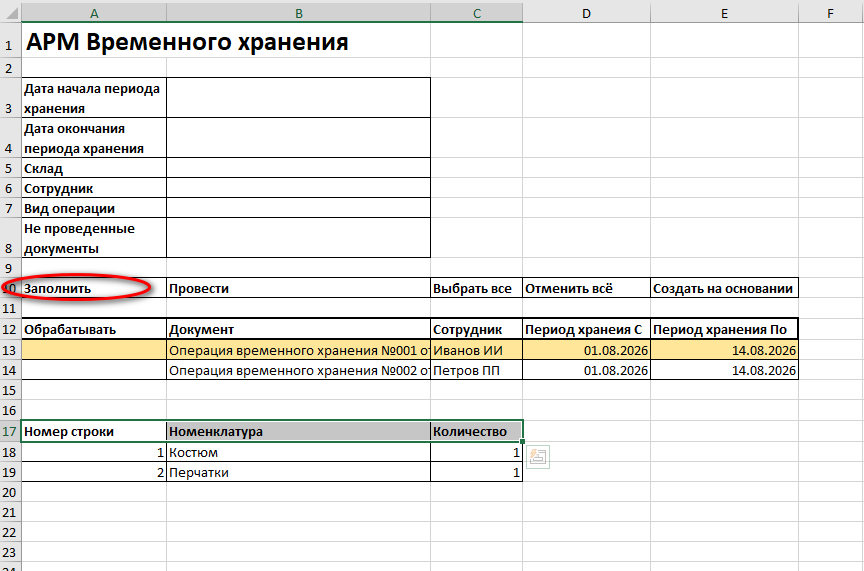 A B C D E F
1 АРМ Временного хранения
2
3 Дата начала периода
хранения
4 Дата окончания
периода хранения
5 Склад
6 Сотрудник
7 Вид операции
8 Не проведенные
документы
9
10 Заполнить Провести Выбрать все Отменить всё Создать на основании
11
12 Обрабатывать Документ Сотрудник Период хранеия С Период хранения По
13 Операция временного хранения №001 от Иванов ИИ 01.08.2026 14.08.2026
14 Операция временного хранения №002 от Петров ПП 01.08.2026 14.08.2026
15
16
17 Номер строки Номенклатура Количество
18 1 Костюм 1
19 2 Перчатки 1
20
21
22
23
24